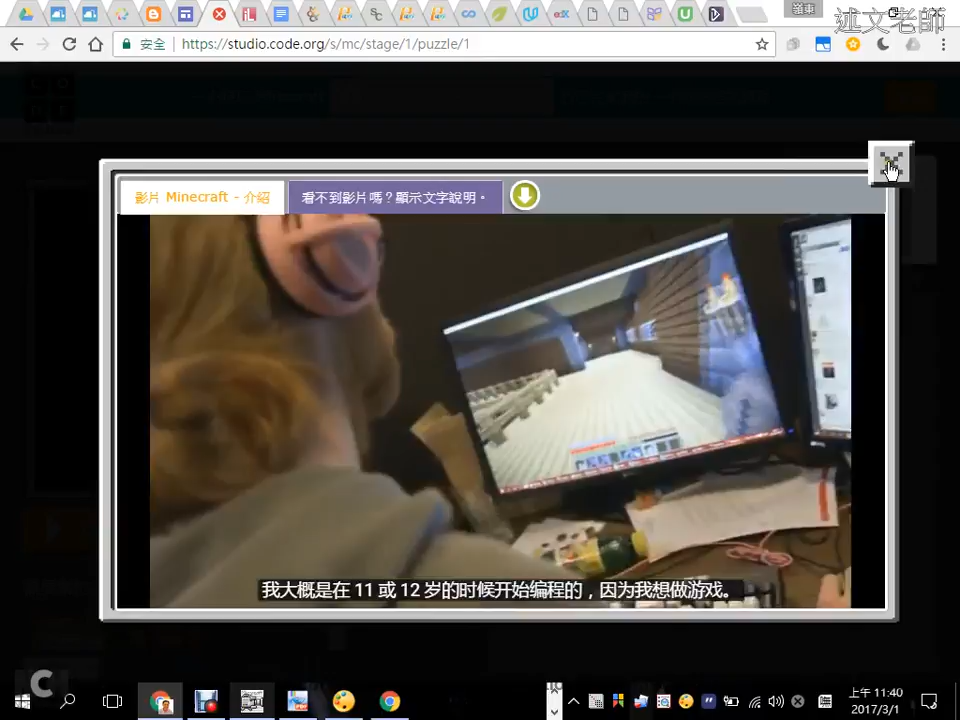 嶺東
述文老師
安全 https://studio.code.org/s/mc/stage/1/puzzle/1
影片 Minecraft - 介紹
看不到影片嗎？顯示文字說明。
我大概是在 11 或 12 岁的时候开始编程的，因为我想做游戏。
上午 11:40
2017/3/1